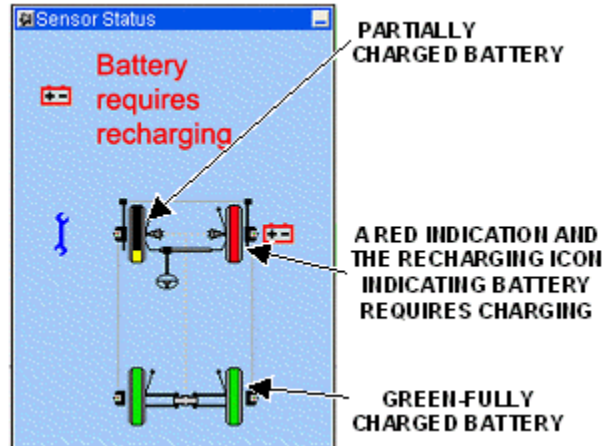 Sensor Status
Battery
requires
recharging
PARTIALLY
CHARGED BATTERY
A RED INDICATION AND
THE RECHARGING ICON
INDICATING BATTERY
REQUIRES CHARGING
GREEN-FULLY
CHARGED BATTERY